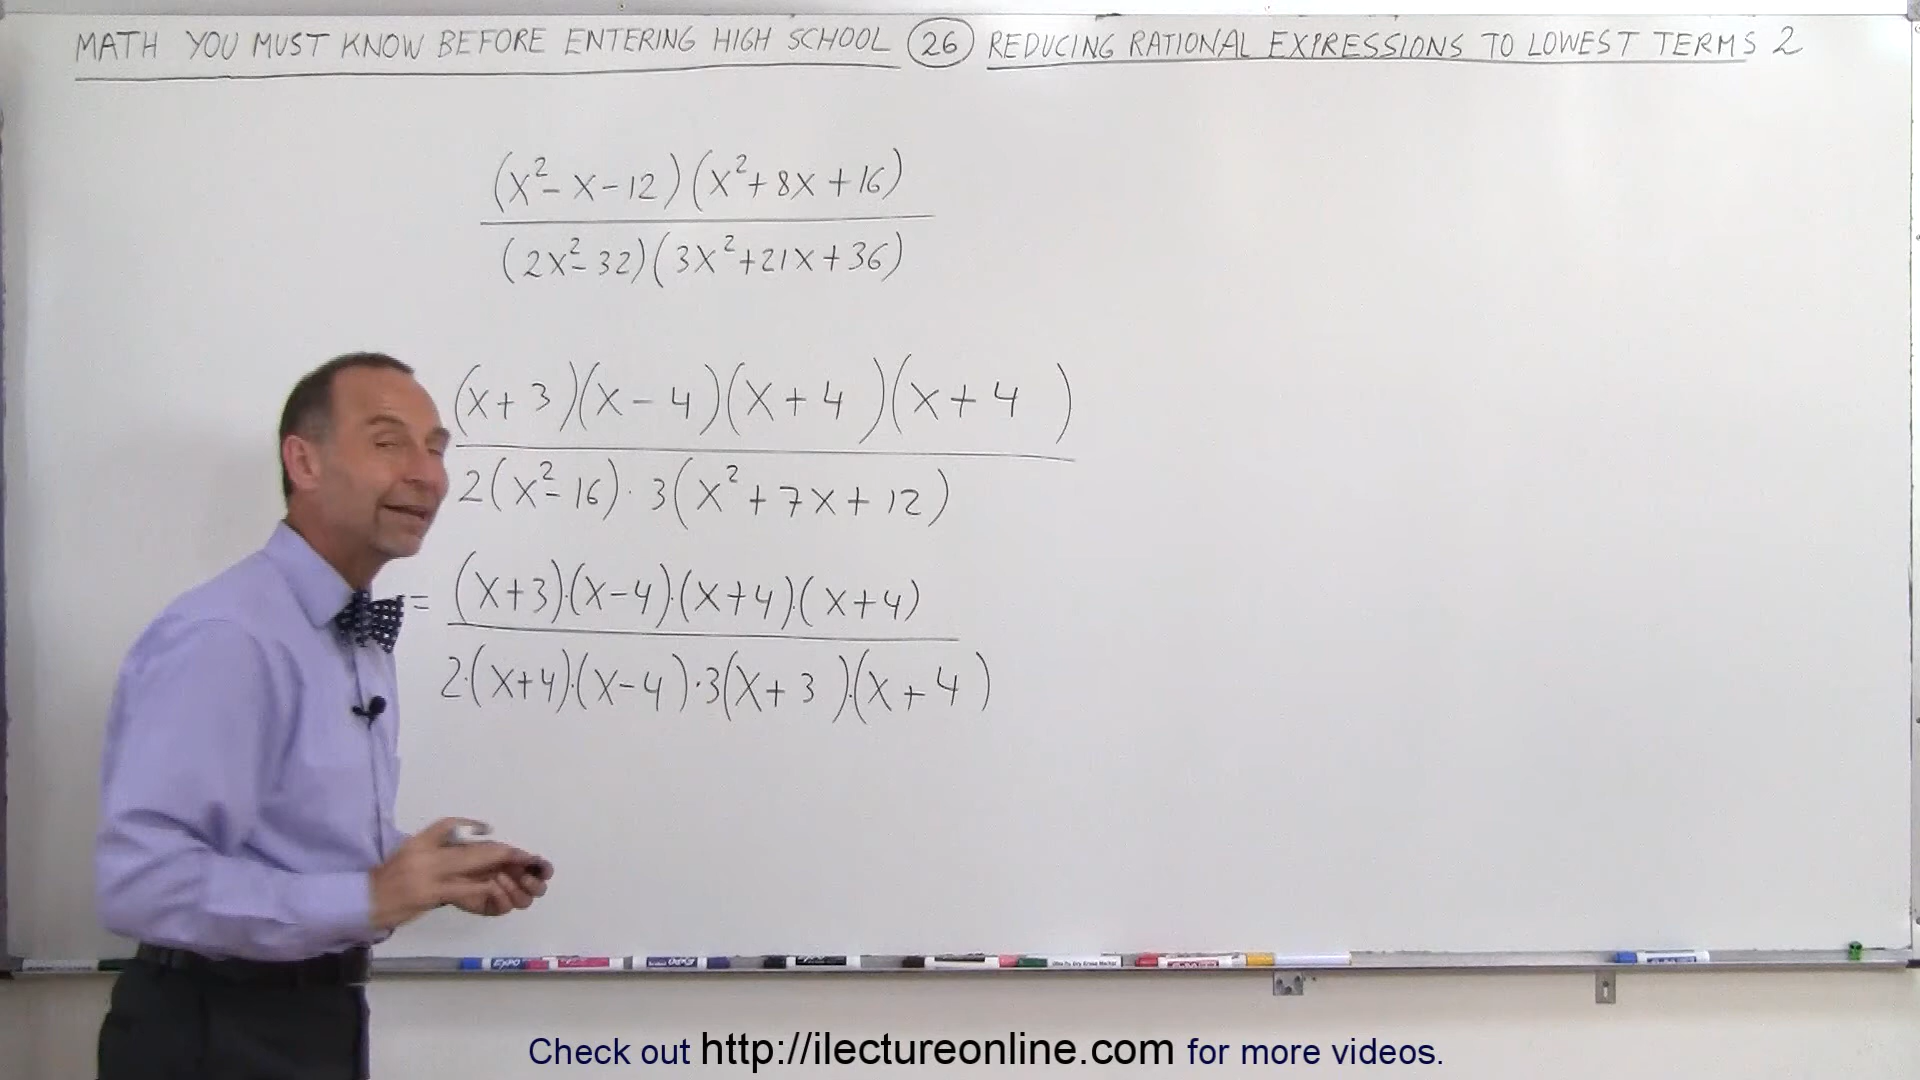 MATH YOU MUST KNOW BEFORE ENTERING HIGH SCHOOL 26 REDUCING RATIONAL EXPRESSIONS TO LOWEST TERMS 2
(x²-x-12)(x²+8x+16)
(2x²-32)(3x²+21x+36)
(x+3)(x-4)(x+4)(x+4)
2(x²-16)·3(x²+7x+12)
= (x+3)·(x-4)·(x+4)·(x+4)
2·(x+4)·(x-4)·3(x+3)·(x+4)
EXPO
Check out http://ilectureonline.com for more videos.